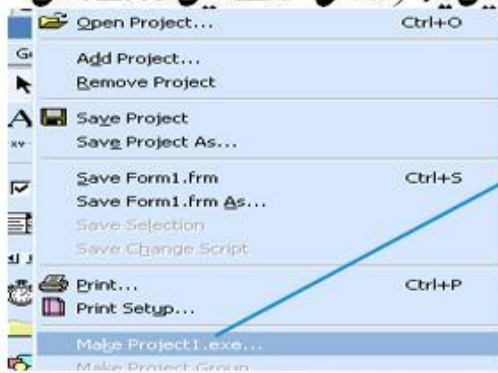 Open Project... Ctrl+O
Add Project...
Remove Project
Save Project
Save Project As...
Save Form1.frm Ctrl+S
Save Form1.frm As...
Save Selection
Save Change Script
Print... Ctrl+P
Print Setup...
Make Project1.exe...
Make Project Group